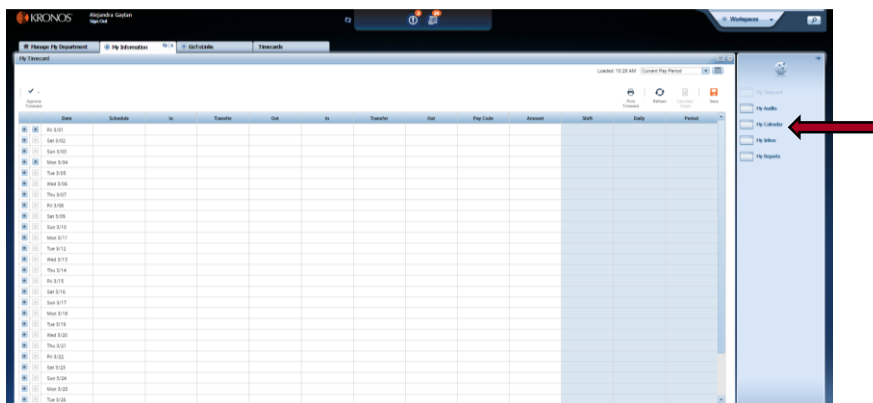 KRONOS
Alejandra Gaytan
Sign Out
Workspaces
Manage My Department
My Information
GoToLinks
Timecards
My Timecard
Loaded: 10:28 AM
Current Pay Period
Approve Timecard
Print Timecard
Refresh
Calculate Totals
Save
Date Schedule In Transfer Out In Transfer Out Pay Code Amount Shift Daily Period
Fri 3/01
Sat 3/02
Sun 3/03
Mon 3/04
Tue 3/05
Wed 3/06
Thu 3/07
Fri 3/08
Sat 3/09
Sun 3/10
Mon 3/11
Tue 3/12
Wed 3/13
Thu 3/14
Fri 3/15
Sat 3/16
Sun 3/17
Mon 3/18
Tue 3/19
Wed 3/20
Thu 3/21
Fri 3/22
Sat 3/23
Sun 3/24
Mon 3/25
Tue 3/26
My Timecard
My Audits
My Calendar
My Inbox
My Reports